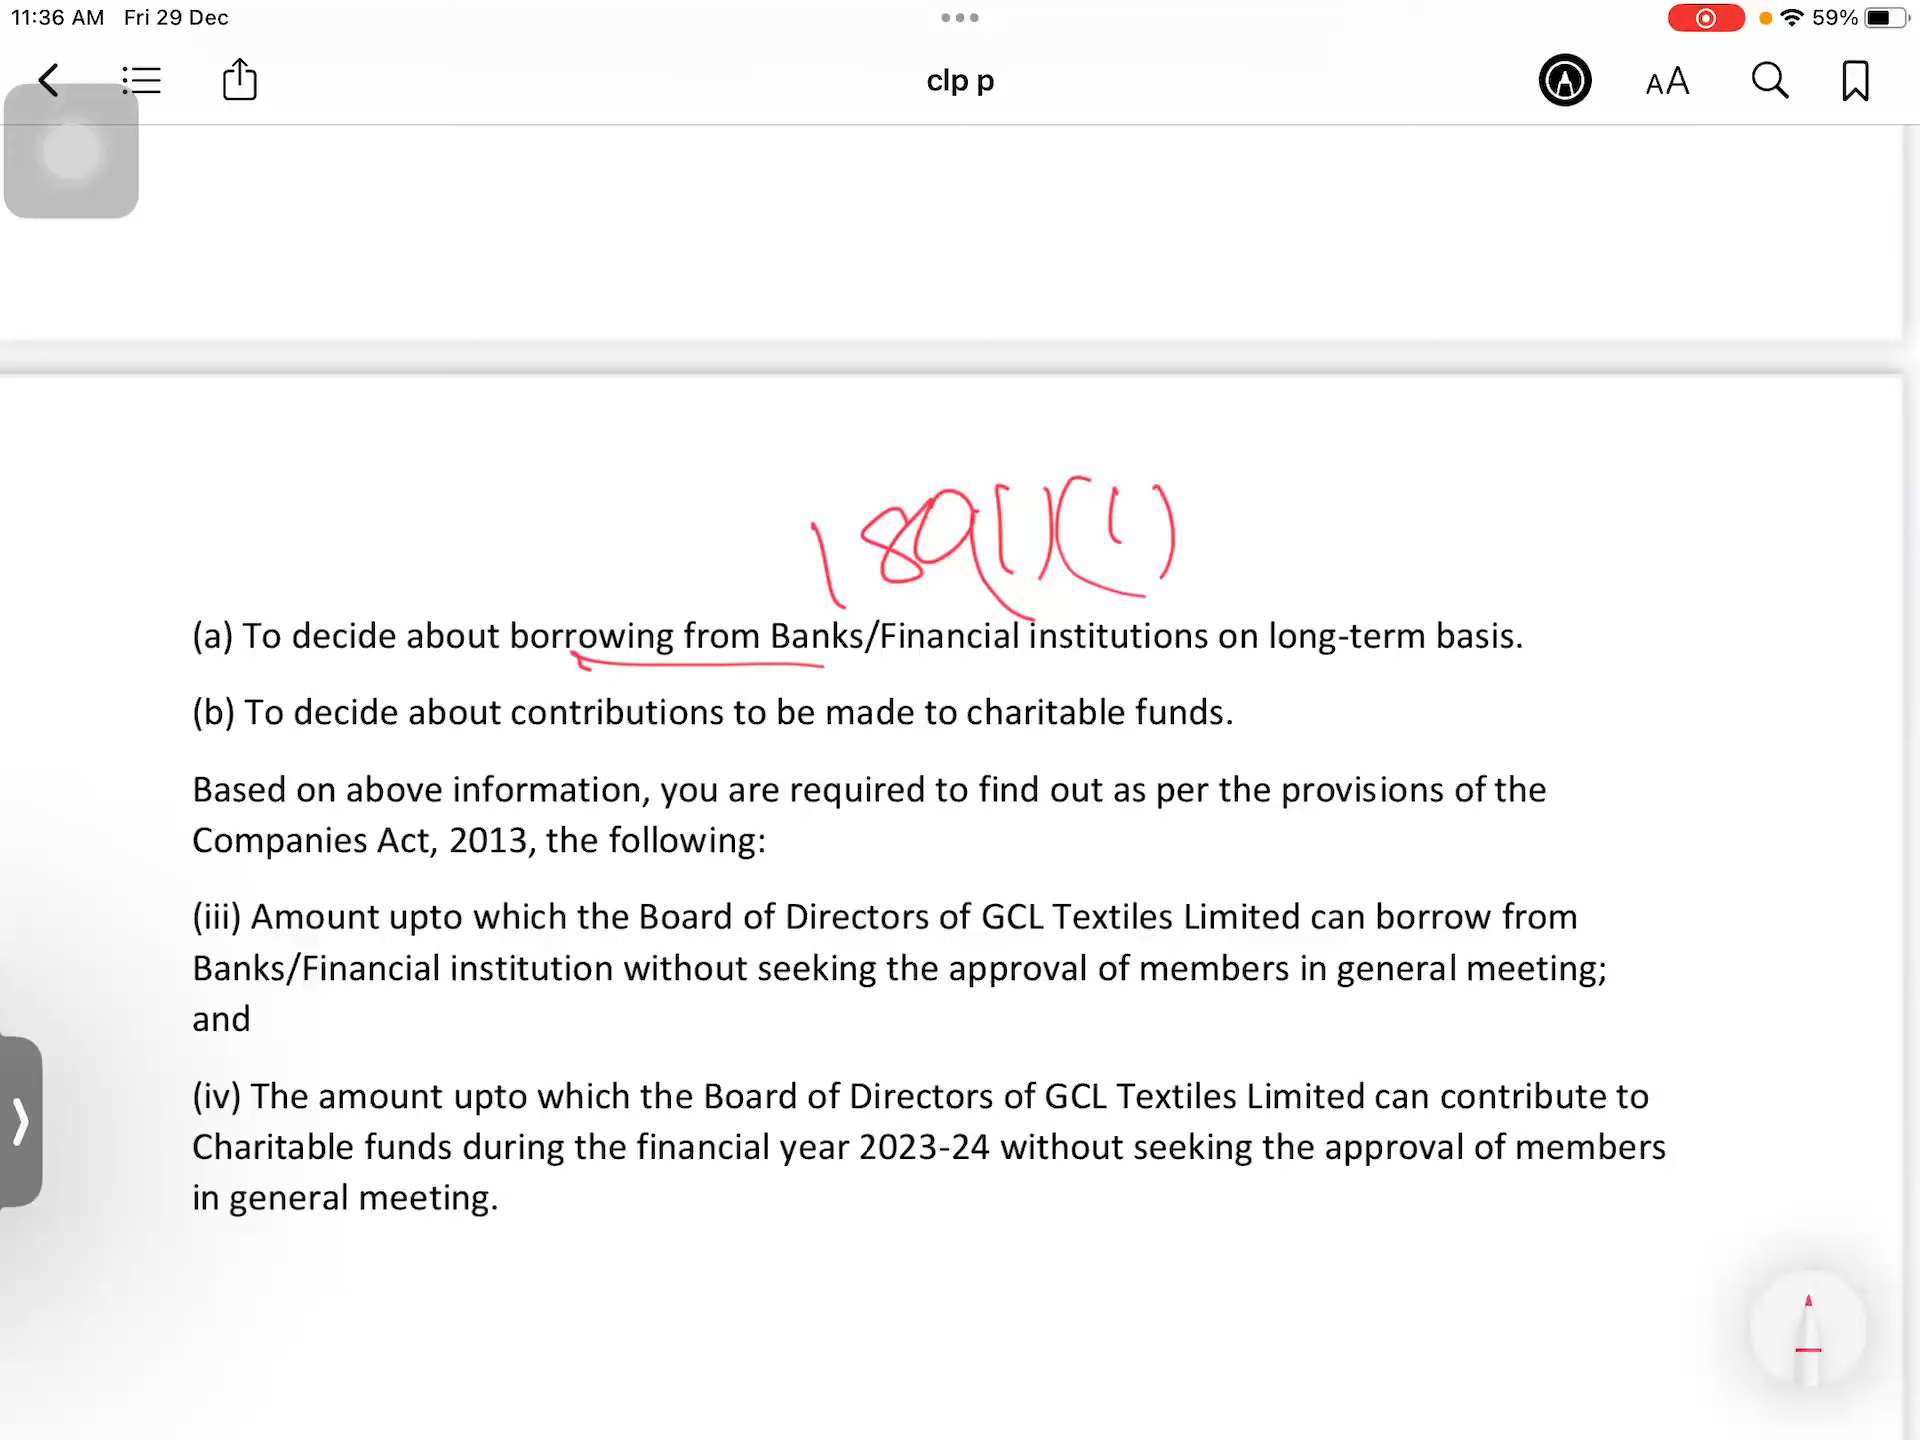 11:36 AM Fri 29 Dec
59%
clp p
AA
189()(1)
(a) To decide about borrowing from Banks/Financial institutions on long-term basis.
(b) To decide about contributions to be made to charitable funds.
Based on above information, you are required to find out as per the provisions of the
Companies Act, 2013, the following:
(iii) Amount upto which the Board of Directors of GCL Textiles Limited can borrow from
Banks/Financial institution without seeking the approval of members in general meeting;
and
(iv) The amount upto which the Board of Directors of GCL Textiles Limited can contribute to
Charitable funds during the financial year 2023-24 without seeking the approval of members
in general meeting.